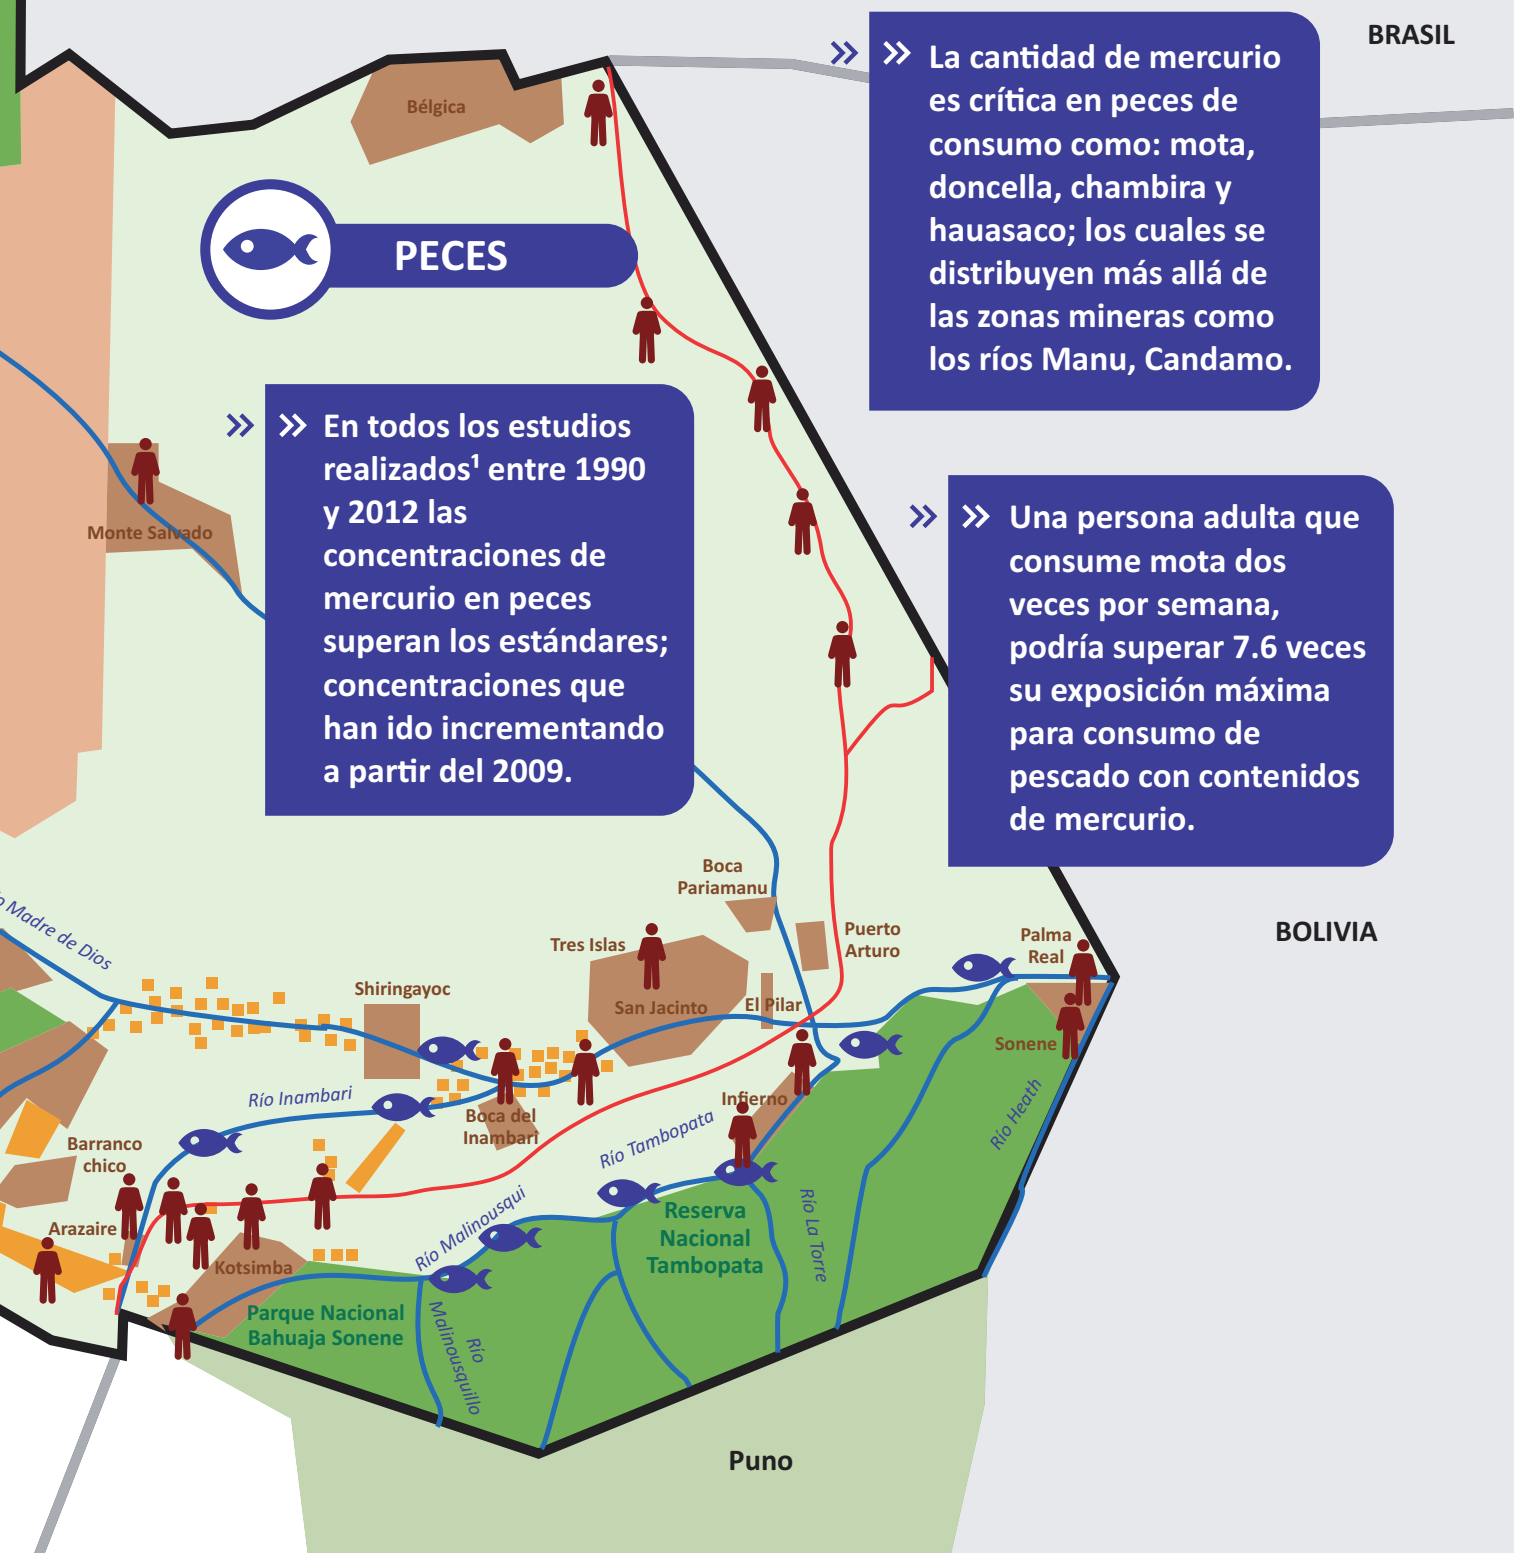 BRASIL
La cantidad de mercurio
es crítica en peces de
consumo como: mota,
doncella, chambira y
hauasaco; los cuales se
distribuyen más allá de
las zonas mineras como
los ríos Manu, Candamo.
Bélgica
PECES
En todos los estudios
realizados¹ entre 1990
y 2012 las
concentraciones de
mercurio en peces
superan los estándares;
concentraciones que
han ido incrementando
a partir del 2009.
Una persona adulta que
consume mota dos
veces por semana,
podría superar 7.6 veces
su exposición máxima
para consumo de
pescado con contenidos
de mercurio.
Monte Salvado
Boca
Pariamanu
Puerto
Arturo
Palma
Real
BOLIVIA
Madre de Dios
Tres Islas
Shiringayoc
San Jacinto
El Pilar
Sonene
Río Inambari
Boca del
Inambari
Infierno
Río Heath
Barranco
chico
Río Tambopata
Río Malinousqui
Río La Torre
Reserva
Nacional
Tambopata
Arazaire
Kotsimba
Parque Nacional
Bahuaja Sonene
Río
Malinousquillo
Puno